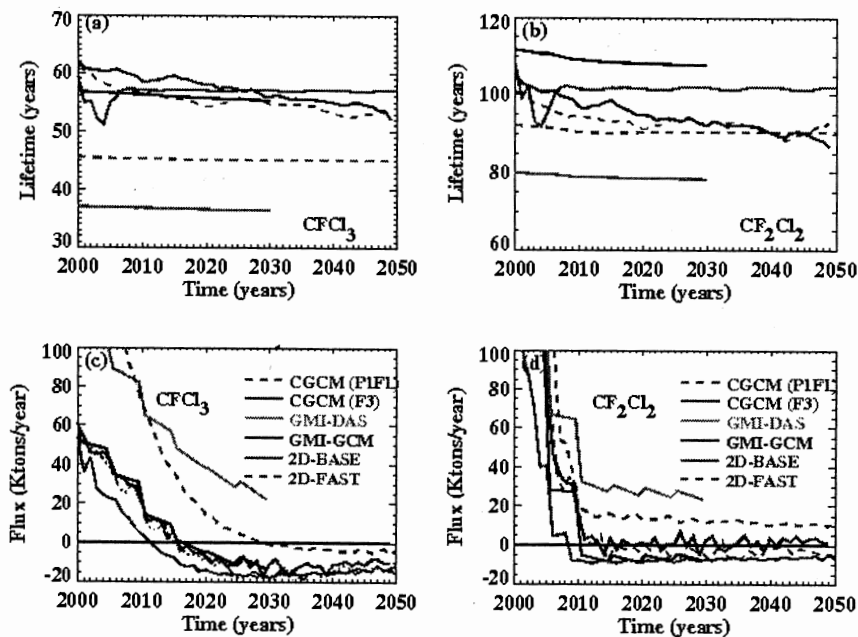 (a)
70
60
50
40
30
Lifetime (years)
CFCl3
2000 2010 2020 2030 2040 2050
Time (years)
(b)
120
100
80
60
Lifetime (years)
CF2Cl2
2000 2010 2020 2030 2040 2050
Time (years)
(c)
100
80
60
40
20
0
-20
Flux (Ktons/year)
CFCl3
CGCM (P1FL)
CGCM (F3)
GMI-DAS
GMI-GCM
2D-BASE
2D-FAST
2000 2010 2020 2030 2040 2050
Time (years)
(d)
100
80
60
40
20
0
-20
Flux (Ktons/year)
CF2Cl2
CGCM (P1FL)
CGCM (F3)
GMI-DAS
GMI-GCM
2D-BASE
2D-FAST
2000 2010 2020 2030 2040 2050
Time (years)